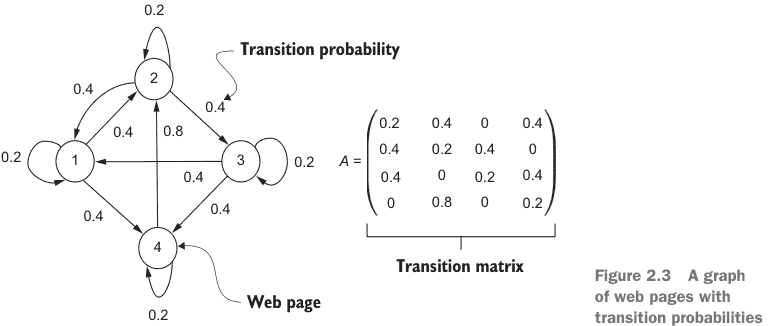 0.2
Transition probability
2
0.4
0.4
0.4
0.8
0.2
1
3
0.2
0.4
0.4
0.4
4
Web page
0.2
A =
0.2 0.4 0 0.4
0.4 0.2 0.4 0
0.4 0 0.2 0.4
0 0.8 0 0.2
Transition matrix
Figure 2.3 A graph
of web pages with
transition probabilities